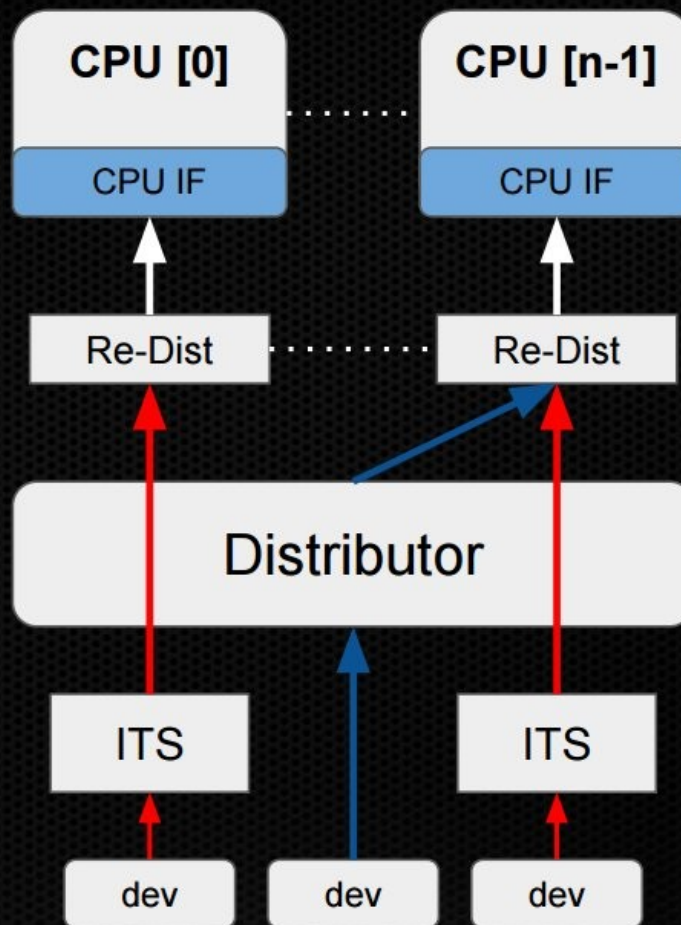 CPU [0]
CPU [n-1]
CPU IF
CPU IF
Re-Dist
Re-Dist
Distributor
ITS
ITS
dev
dev
dev